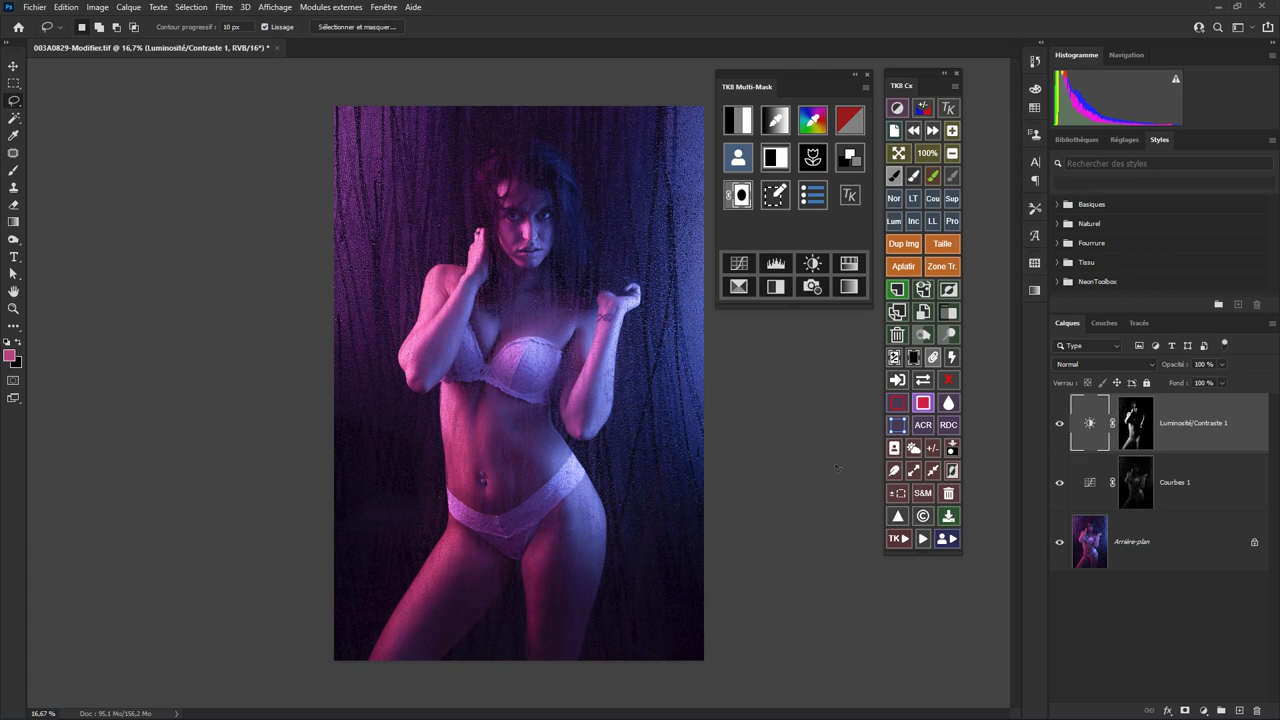 Ps Fichier Edition Image Calque Texte Sélection Filtre 3D Affichage Modules externes Fenêtre Aide
Contour progressif : 10 px Lissage Sélectionner et masquer...
003A0829-Modifier.tif @ 16,7% (Luminosité/Contraste 1, RVB/16*) *
Histogramme Navigation
TK8 Multi-Mask
TK8 Cx
TK
100%
Bibliothèques Réglages Styles
Rechercher des styles
TK
Nor LT Cou Sup
Lum Inc LL Pro
Dup Img Taille
Aplatir Zone Tr.
Basiques
Naturel
Fourrure
Tissu
NeonToolbox
Calques Couches Tracés
Type
Normal Opacité : 100 %
Verrou : Fond : 100 %
ACR RDC
+/-
S&M
TK
Luminosité/Contraste 1
Courbes 1
Arrière-plan
16,67 % Doc : 95,1 Mo/156,2 Mo